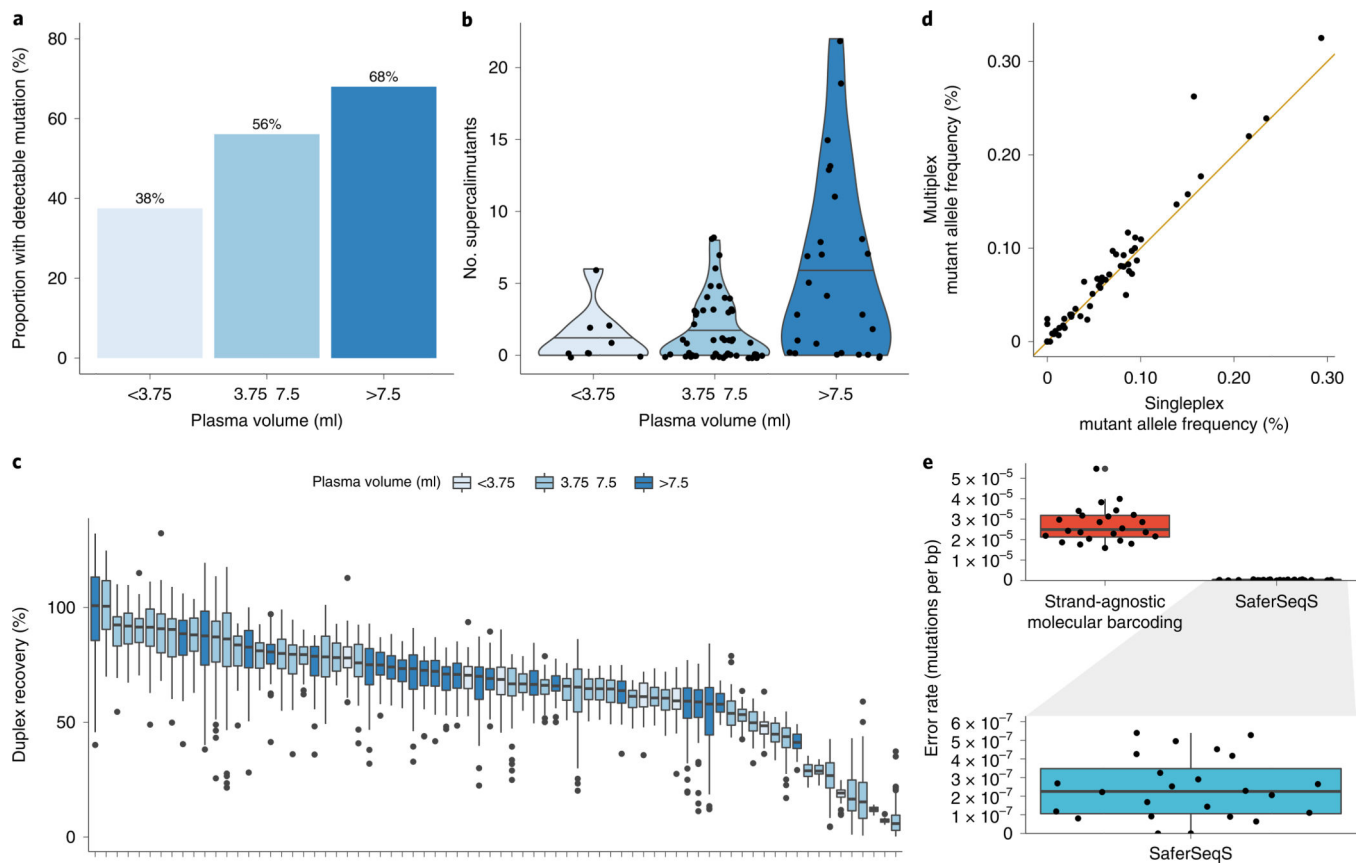 a
Proportion with detectable mutation (%)
80
60
40
20
0
38%
56%
68%
<3.75
3.75 7.5
>7.5
Plasma volume (ml)
b
No. supercalimutants
20
15
10
5
0
<3.75
3.75 7.5
>7.5
Plasma volume (ml)
d
Multiplex
mutant allele frequency (%)
0.30
0.20
0.10
0
0
0.10
0.20
0.30
Singleplex
mutant allele frequency (%)
c
Plasma volume (ml)
<3.75
3.75 7.5
>7.5
Duplex recovery (%)
100
50
0
e
Error rate (mutations per bp)
5 × 10⁻⁵
4 × 10⁻⁵
3 × 10⁻⁵
2 × 10⁻⁵
0
Strand-agnostic
molecular barcoding
SaferSeqS
6 × 10⁻⁷
5 × 10⁻⁷
4 × 10⁻⁷
3 × 10⁻⁷
2 × 10⁻⁷
1 × 10⁻⁷
0
SaferSeqS